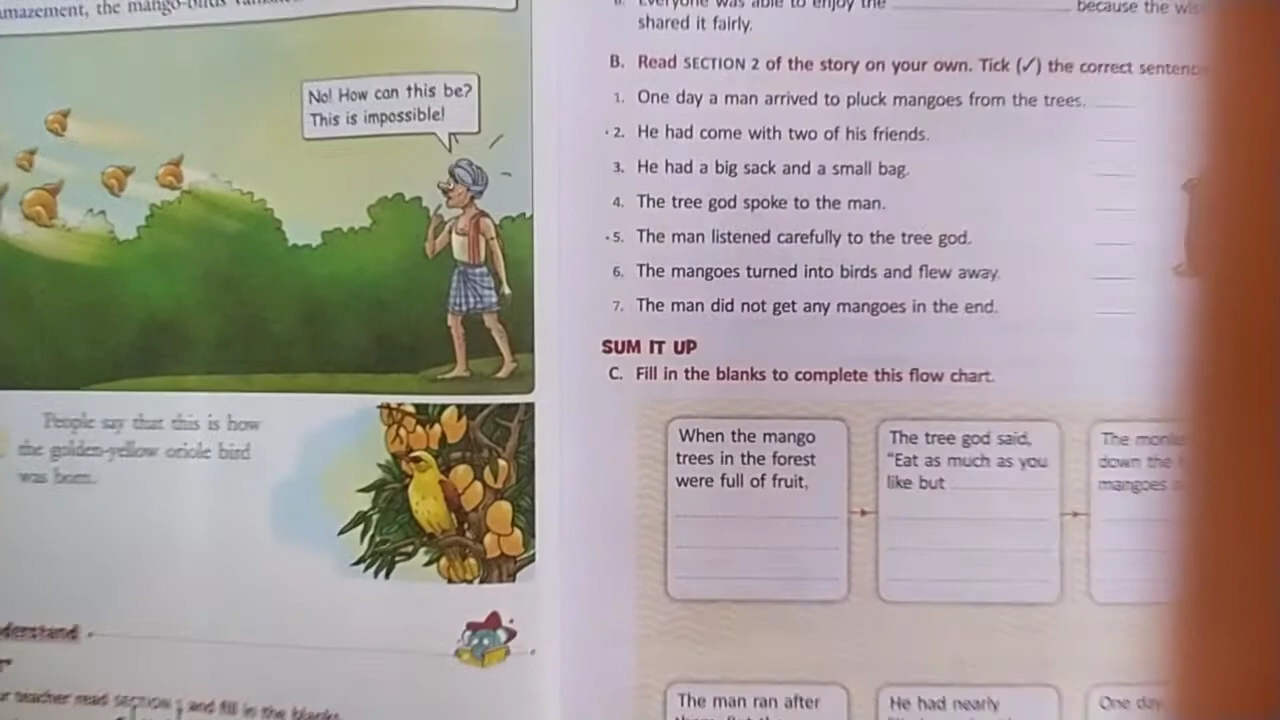 amazement, the mango-birds
No! How can this be?
This is impossible!
People say that this is how
the golden-yellow oriole bird
was born.
derstand
r teacher read SECTION 1 and fill in the blanks.
Everyone was able to enjoy the ____ because the wis
shared it fairly.
B. Read SECTION 2 of the story on your own. Tick (✓) the correct sentenc
1. One day a man arrived to pluck mangoes from the trees.
2. He had come with two of his friends.
3. He had a big sack and a small bag.
4. The tree god spoke to the man.
5. The man listened carefully to the tree god.
6. The mangoes turned into birds and flew away.
7. The man did not get any mangoes in the end.
SUM IT UP
C. Fill in the blanks to complete this flow chart.
When the mango
trees in the forest
were full of fruit,
The tree god said,
"Eat as much as you
like but
The monk
down the
mangoes
The man ran after
He had nearly
One day